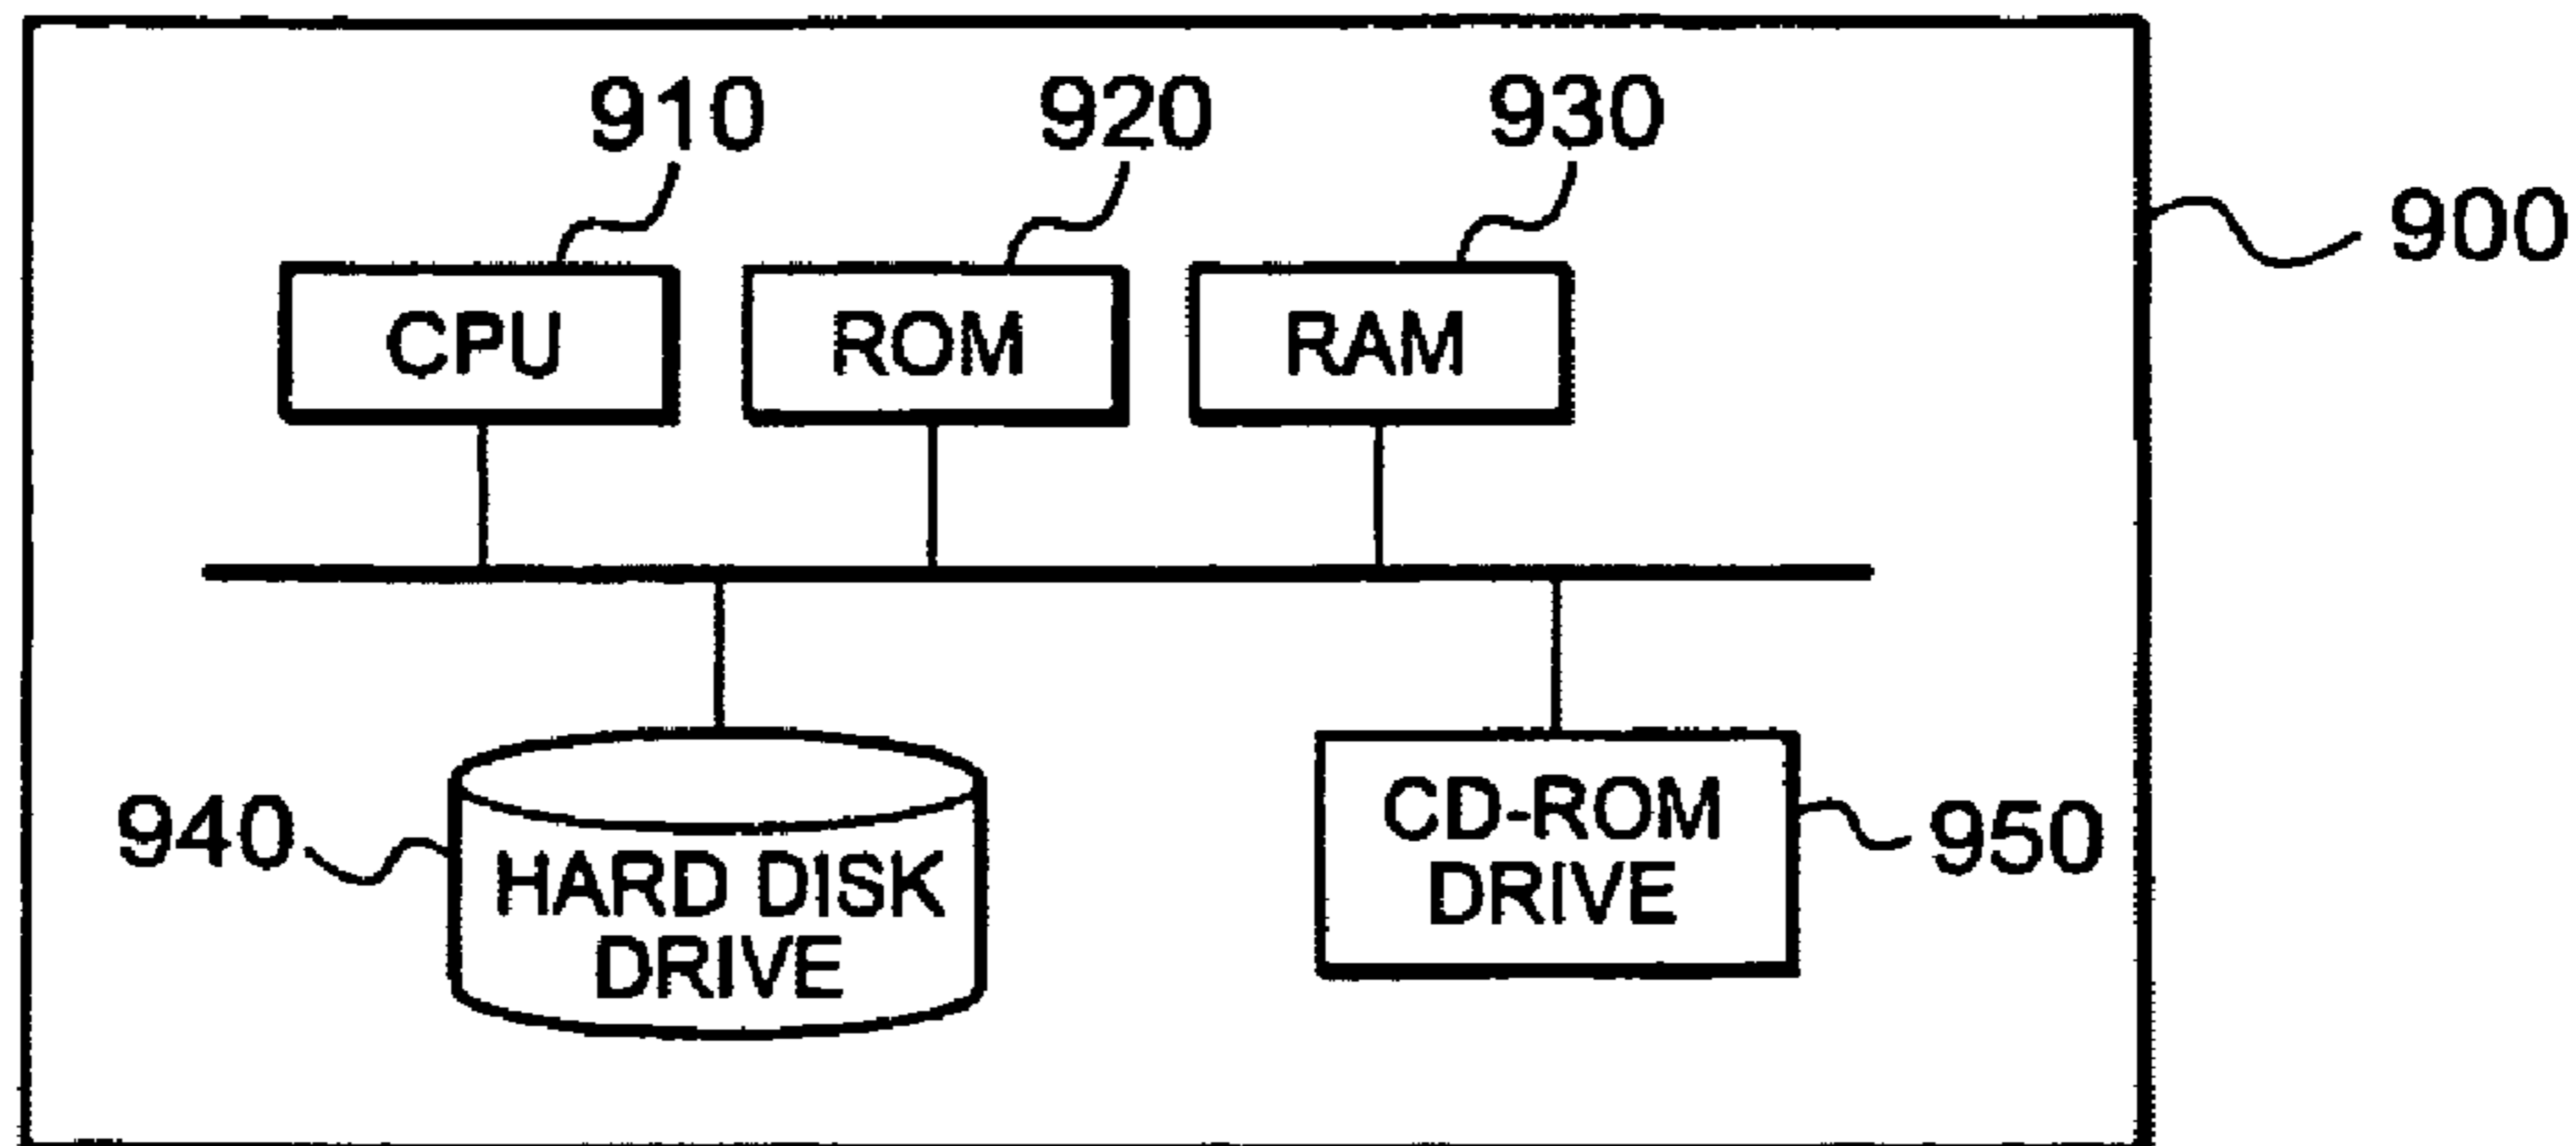 910
920
930
900
CPU
ROM
RAM
940
HARD DISK
DRIVE
CD-ROM
DRIVE
950